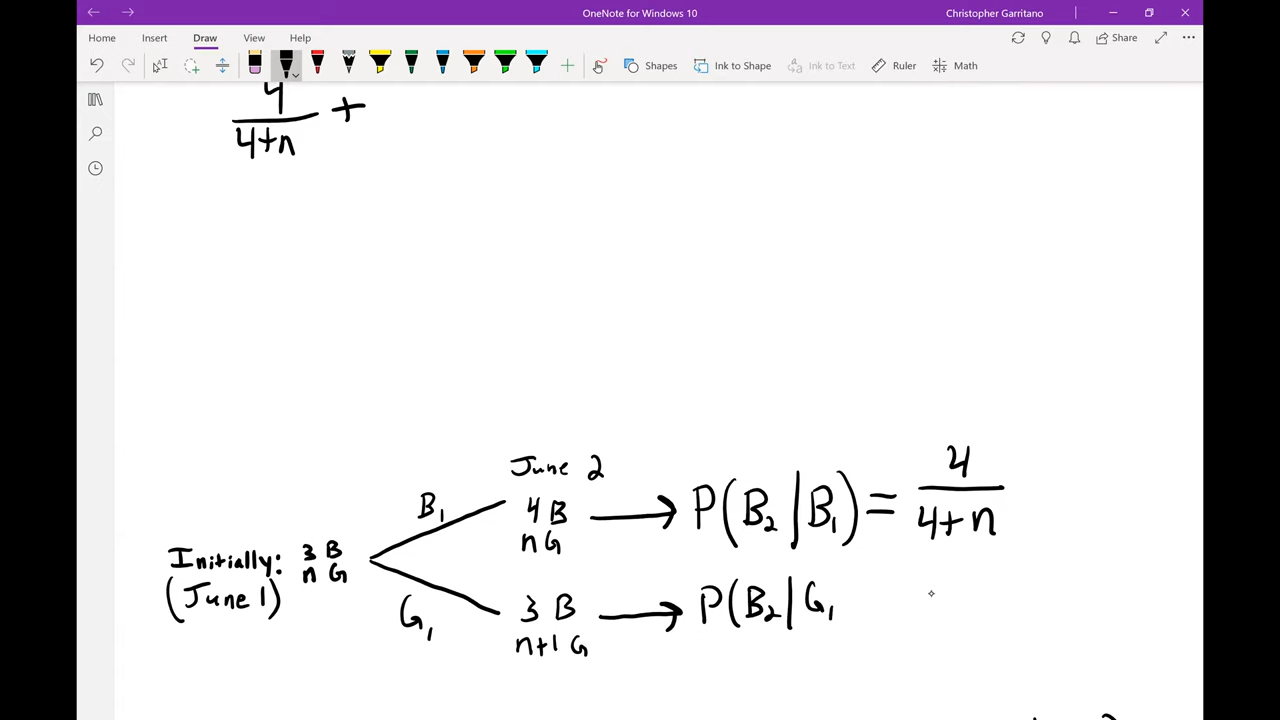 OneNote for Windows 10
Christopher Garritano
Home Insert Draw View Help
Share
Shapes Ink to Shape Ink to Text Ruler Math
4
4+n +
June 2
B₁ 4 B → P(B₂|B₁) = 4
n G 4+n
Initially: 3 B
n G
(June 1)
G₁ 3 B → P(B₂|G₁
n+1 G